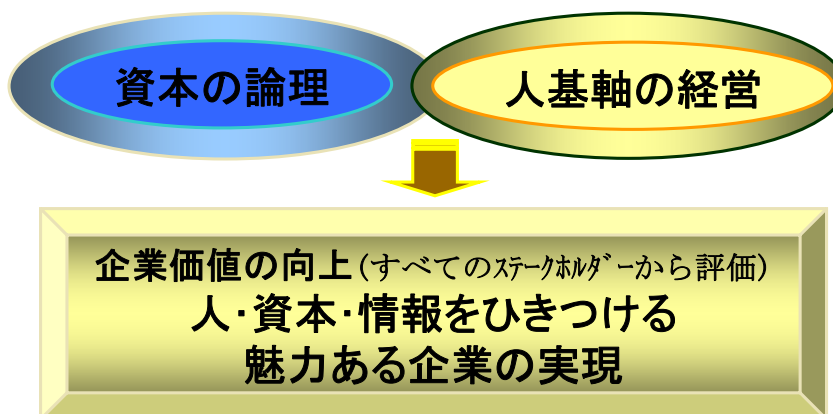 資本の論理
人基軸の経営
企業価値の向上(すべてのｽﾃｰｸﾎﾙﾀﾞｰから評価)
人・資本・情報をひきつける
魅力ある企業の実現